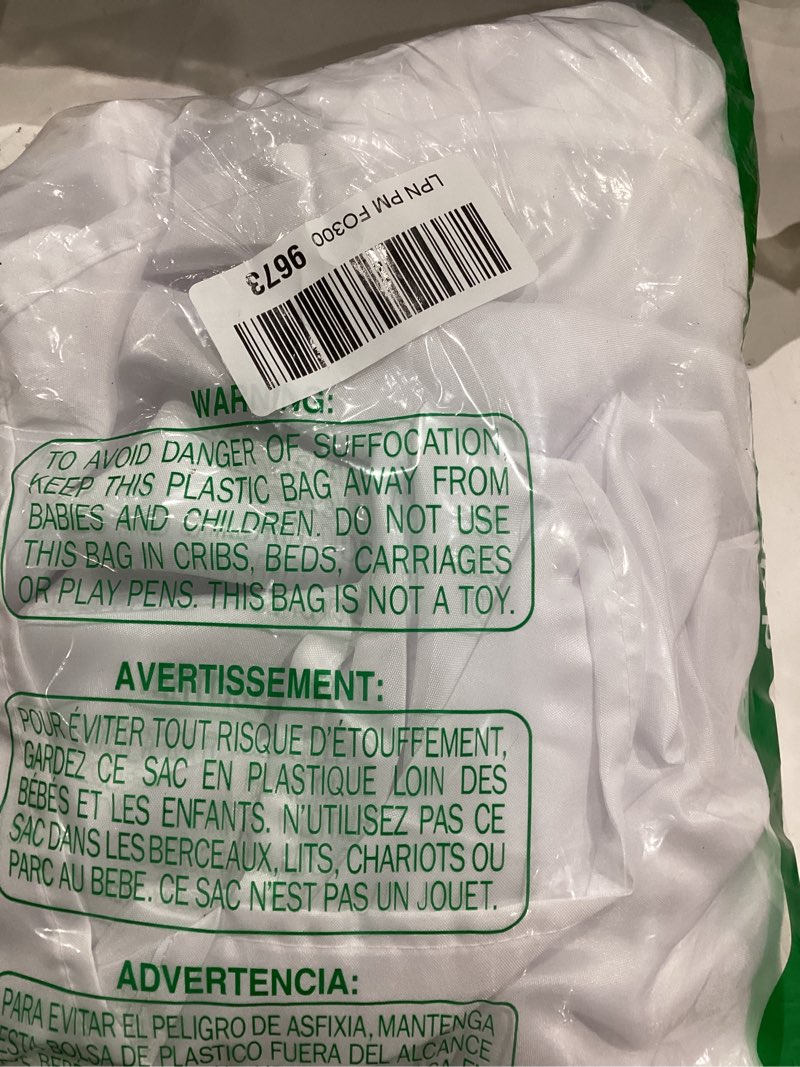 LPN PM FO300 9673
WARNING:
TO AVOID DANGER OF SUFFOCATION,
KEEP THIS PLASTIC BAG AWAY FROM
BABIES AND CHILDREN. DO NOT USE
THIS BAG IN CRIBS, BEDS, CARRIAGES
OR PLAY PENS. THIS BAG IS NOT A TOY.
AVERTISSEMENT:
POUR ÉVITER TOUT RISQUE D'ÉTOUFFEMENT,
GARDEZ CE SAC EN PLASTIQUE LOIN DES
BÉBÉS ET LES ENFANTS. N'UTILISEZ PAS CE
SAC DANS LES BERCEAUX, LITS, CHARIOTS OU
PARC AU BEBE. CE SAC N'EST PAS UN JOUET.
ADVERTENCIA:
PARA EVITAR EL PELIGRO DE ASFIXIA, MANTENGA
ESTA BOLSA DE PLASTICO FUERA DEL ALCANCE